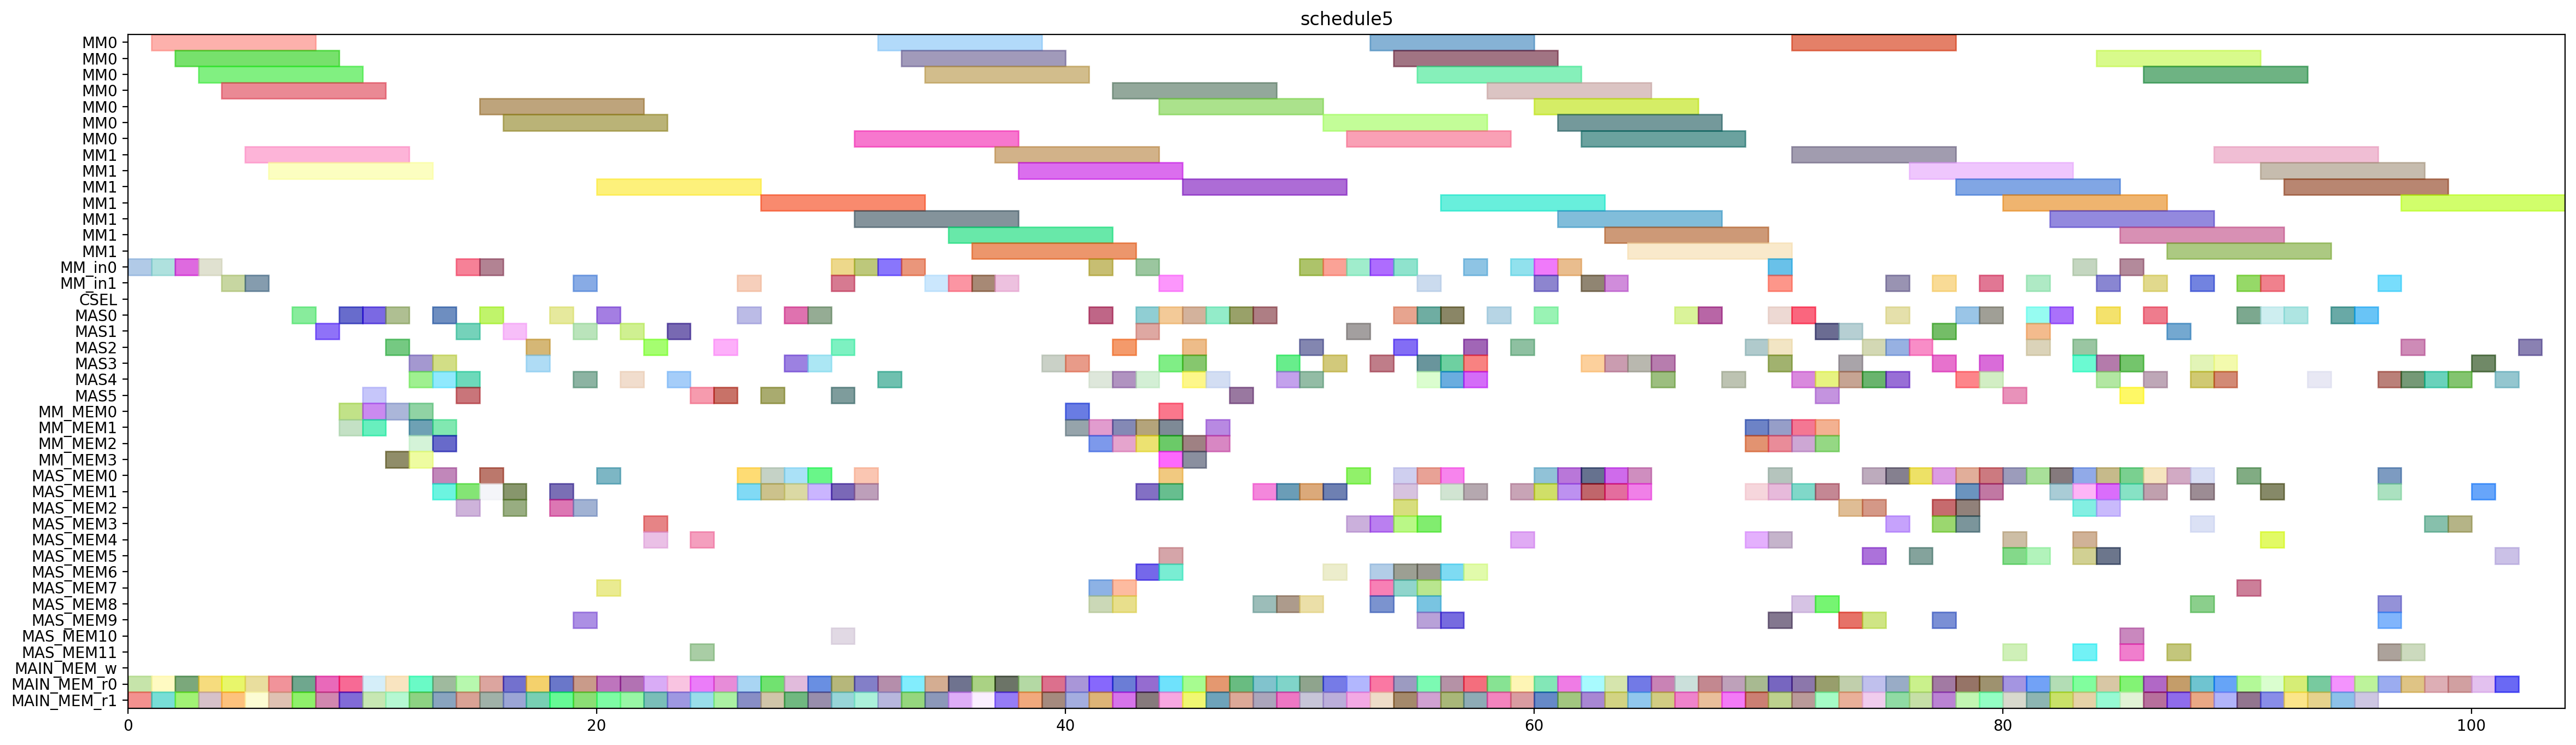 schedule5
MM0
MM0
MM0
MM0
MM0
MM0
MM0
MM1
MM1
MM1
MM1
MM1
MM1
MM1
MM_in0
MM_in1
CSEL
MAS0
MAS1
MAS2
MAS3
MAS4
MAS5
MM_MEM0
MM_MEM1
MM_MEM2
MM_MEM3
MAS_MEM0
MAS_MEM1
MAS_MEM2
MAS_MEM3
MAS_MEM4
MAS_MEM5
MAS_MEM6
MAS_MEM7
MAS_MEM8
MAS_MEM9
MAS_MEM10
MAS_MEM11
MAIN_MEM_w
MAIN_MEM_r0
MAIN_MEM_r1
0 20 40 60 80 100